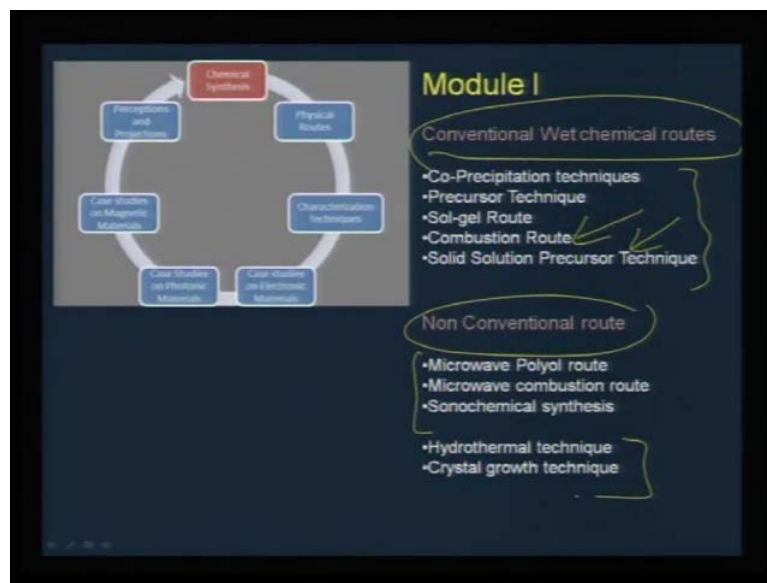 Chemical
Synthesis
Physical
Routes
Characterization
techniques
Case-studies
on Electronic
Materials
Case Studies
on Photonic
Materials
Case studies
on Magnetic
Materials
Perceptions
and
Projections
Module I
Conventional Wet chemical routes
•Co-Precipitation techniques
•Precursor Technique
•Sol-gel Route
•Combustion Route
•Solid Solution Precursor Technique
Non Conventional route
•Microwave Polyol route
•Microwave combustion route
•Sonochemical synthesis
•Hydrothermal technique
•Crystal growth technique